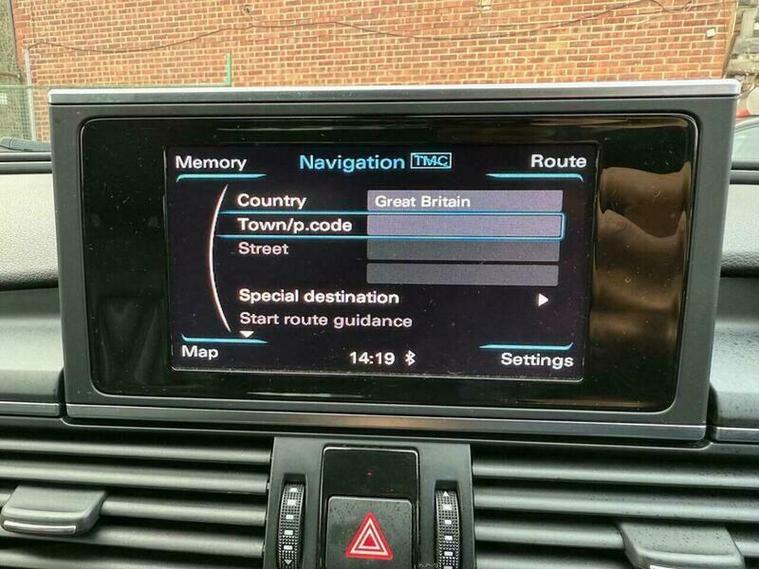 Memory
Navigation TMC
Route
Country
Great Britain
Town/p.code
Street
Special destination
Start route guidance
Map
14:19
Settings